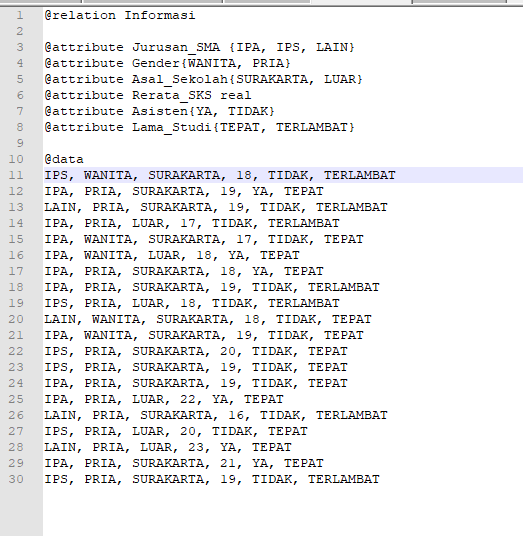 1 @relation Informasi
2
3 @attribute Jurusan_SMA {IPA, IPS, LAIN}
4 @attribute Gender{WANITA, PRIA}
5 @attribute Asal_Sekolah{SURAKARTA, LUAR}
6 @attribute Rerata_SKS real
7 @attribute Asisten{YA, TIDAK}
8 @attribute Lama_Studi{TEPAT, TERLAMBAT}
9
10 @data
11 IPS, WANITA, SURAKARTA, 18, TIDAK, TERLAMBAT
12 IPA, PRIA, SURAKARTA, 19, YA, TEPAT
13 LAIN, PRIA, SURAKARTA, 19, TIDAK, TERLAMBAT
14 IPA, PRIA, LUAR, 17, TIDAK, TERLAMBAT
15 IPA, WANITA, SURAKARTA, 17, TIDAK, TEPAT
16 IPA, WANITA, LUAR, 18, YA, TEPAT
17 IPA, PRIA, SURAKARTA, 18, YA, TEPAT
18 IPA, PRIA, SURAKARTA, 19, TIDAK, TERLAMBAT
19 IPS, PRIA, LUAR, 18, TIDAK, TERLAMBAT
20 LAIN, WANITA, SURAKARTA, 18, TIDAK, TEPAT
21 IPA, WANITA, SURAKARTA, 19, TIDAK, TEPAT
22 IPS, PRIA, SURAKARTA, 20, TIDAK, TEPAT
23 IPS, PRIA, SURAKARTA, 19, TIDAK, TEPAT
24 IPA, PRIA, SURAKARTA, 19, TIDAK, TEPAT
25 IPA, PRIA, LUAR, 22, YA, TEPAT
26 LAIN, PRIA, SURAKARTA, 16, TIDAK, TERLAMBAT
27 IPS, PRIA, LUAR, 20, TIDAK, TEPAT
28 LAIN, PRIA, LUAR, 23, YA, TEPAT
29 IPA, PRIA, SURAKARTA, 21, YA, TEPAT
30 IPS, PRIA, SURAKARTA, 19, TIDAK, TERLAMBAT